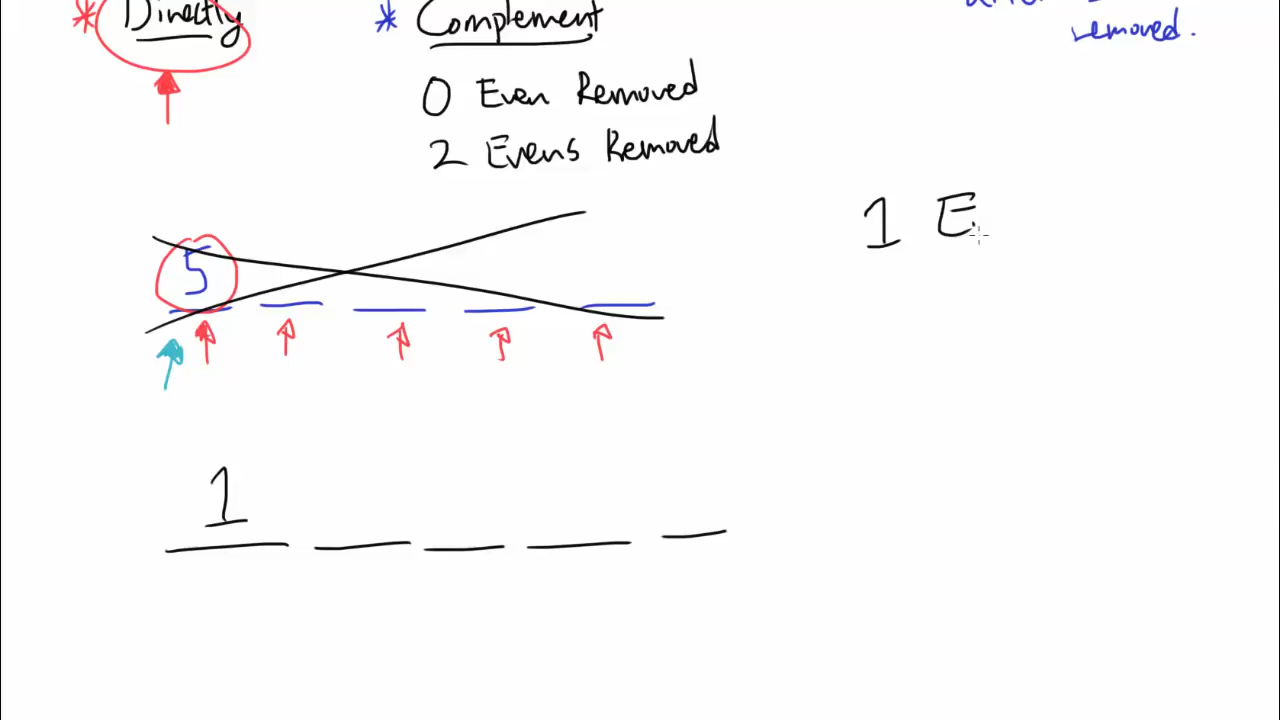 * Directly
* Complement
removed.
0 Even Removed
2 Evens Removed
1 E
5
1